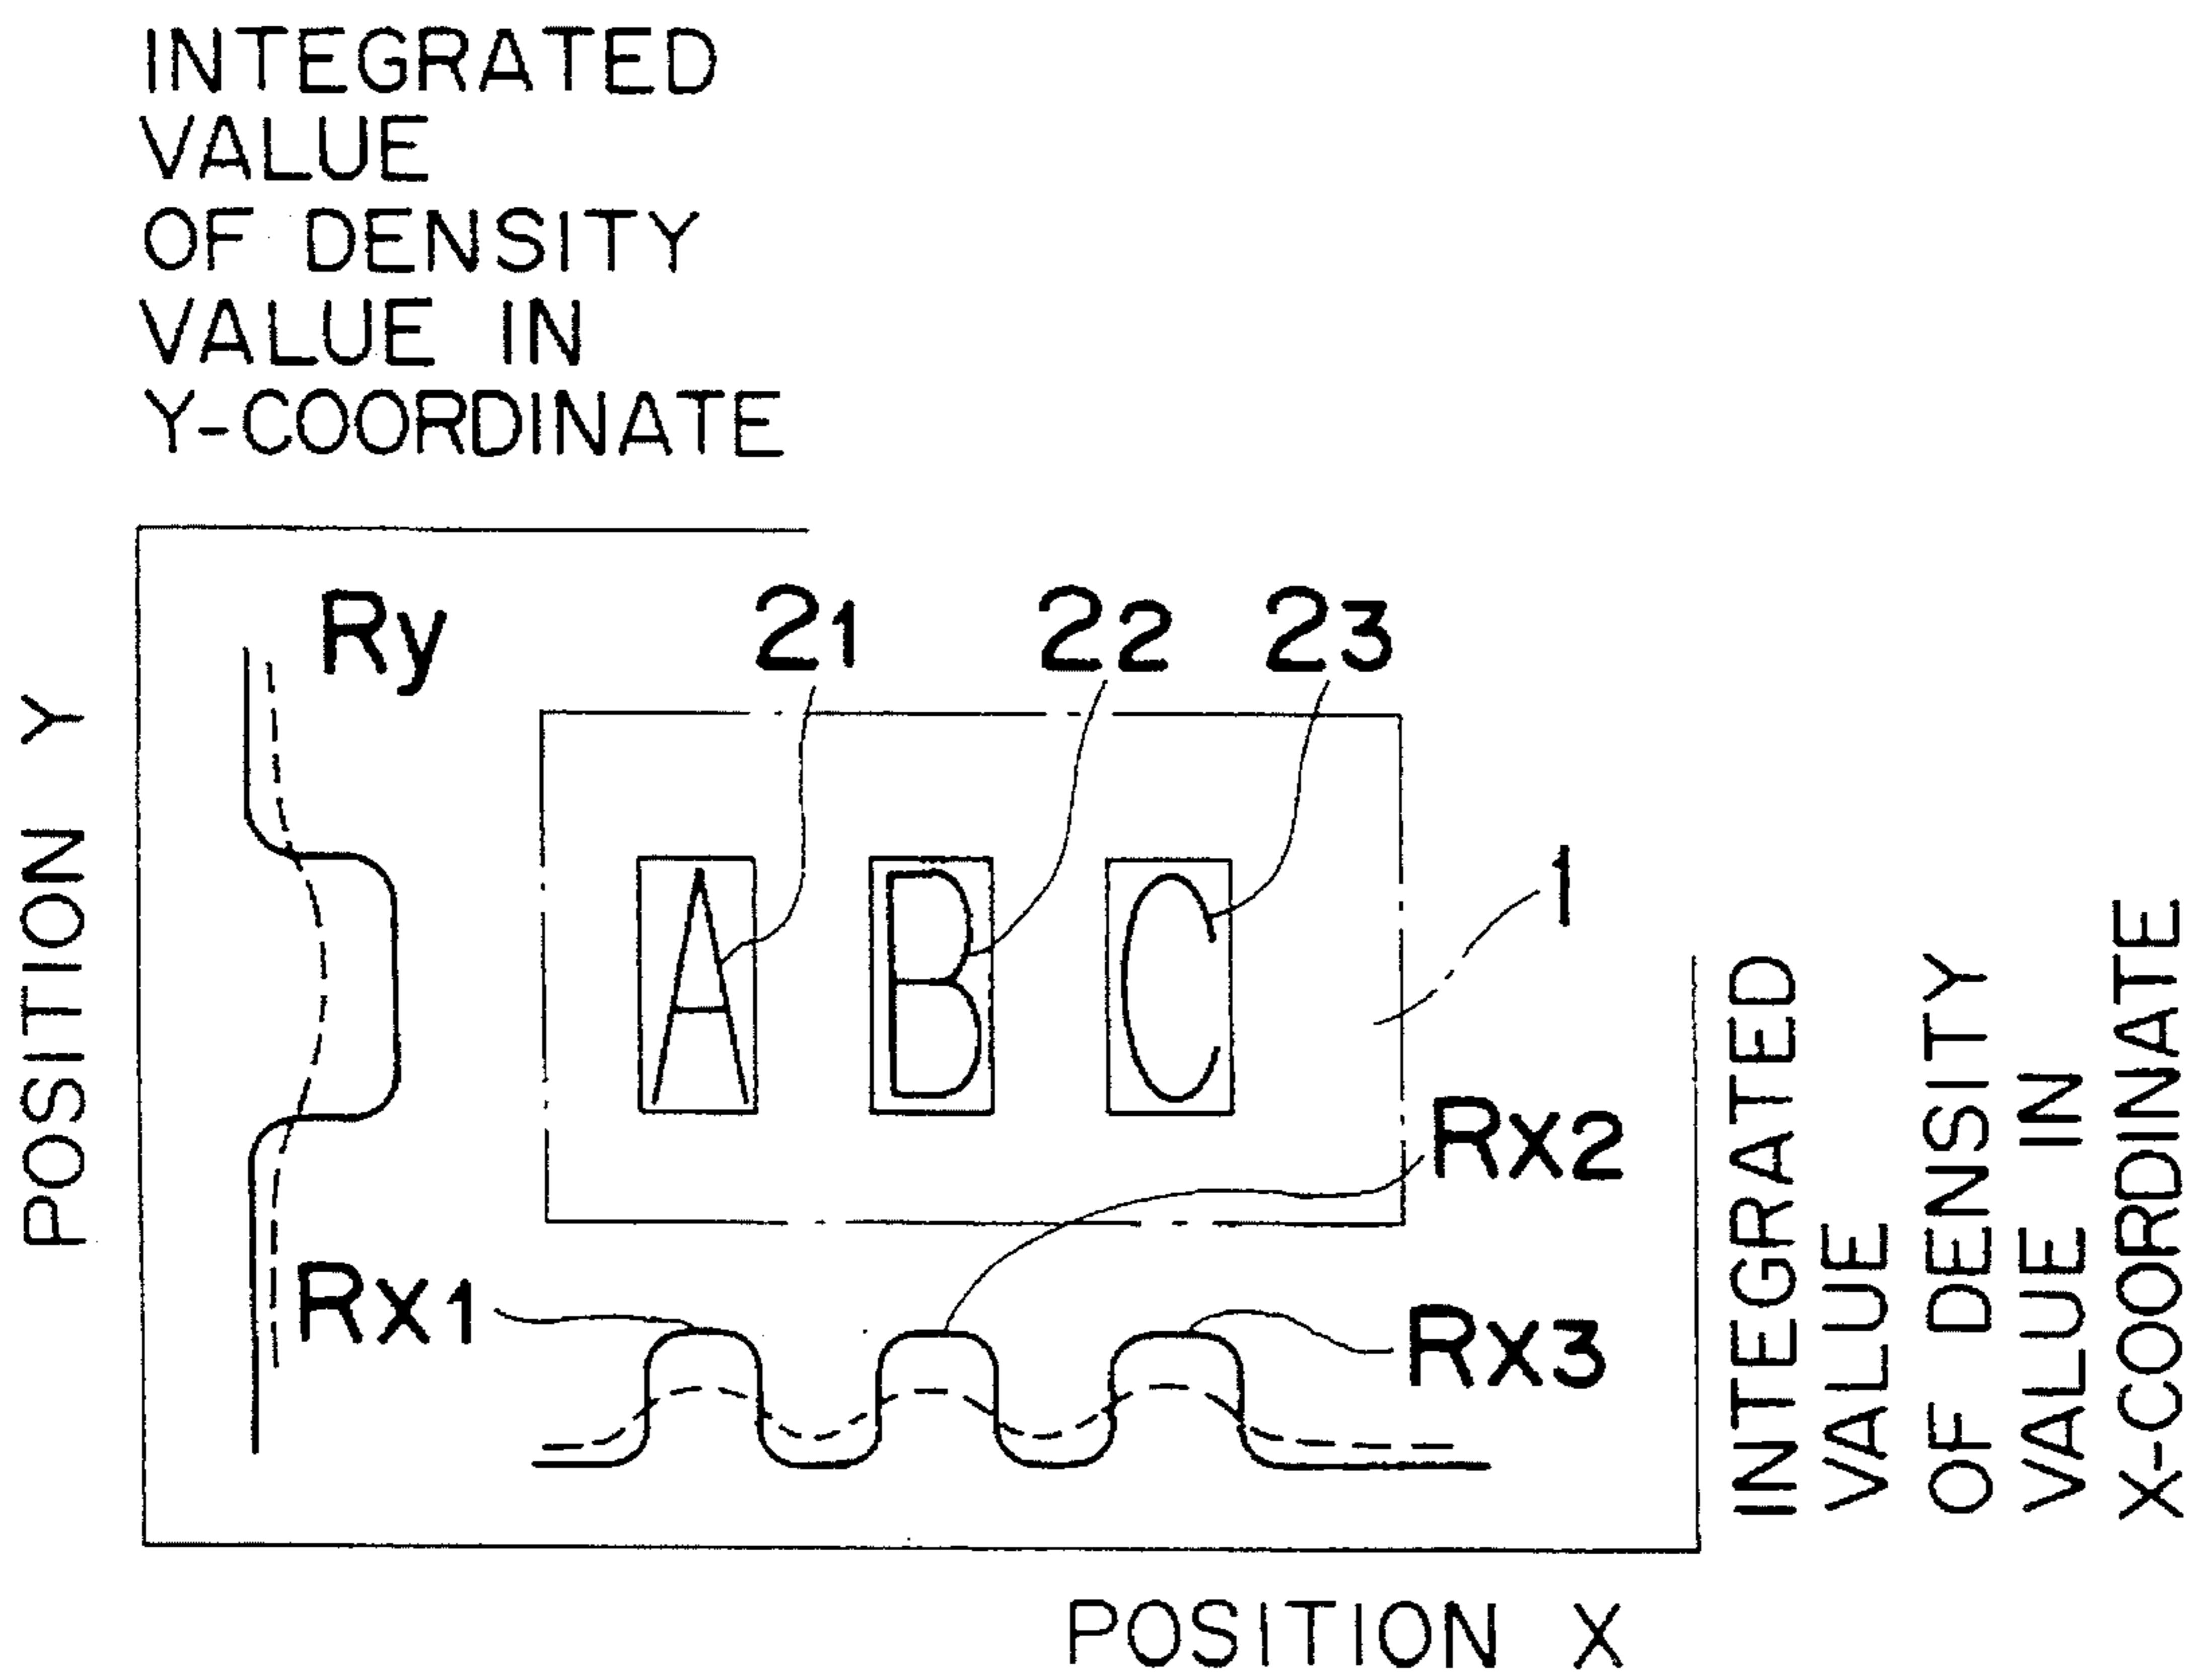 INTEGRATED
VALUE
OF DENSITY
VALUE IN
Y-COORDINATE
Ry
21
22
23
POSITION Y
A
B
C
1
Rx2
Rx1
Rx3
INTEGRATED
VALUE
OF DENSITY
VALUE IN
X-COORDINATE
POSITION X